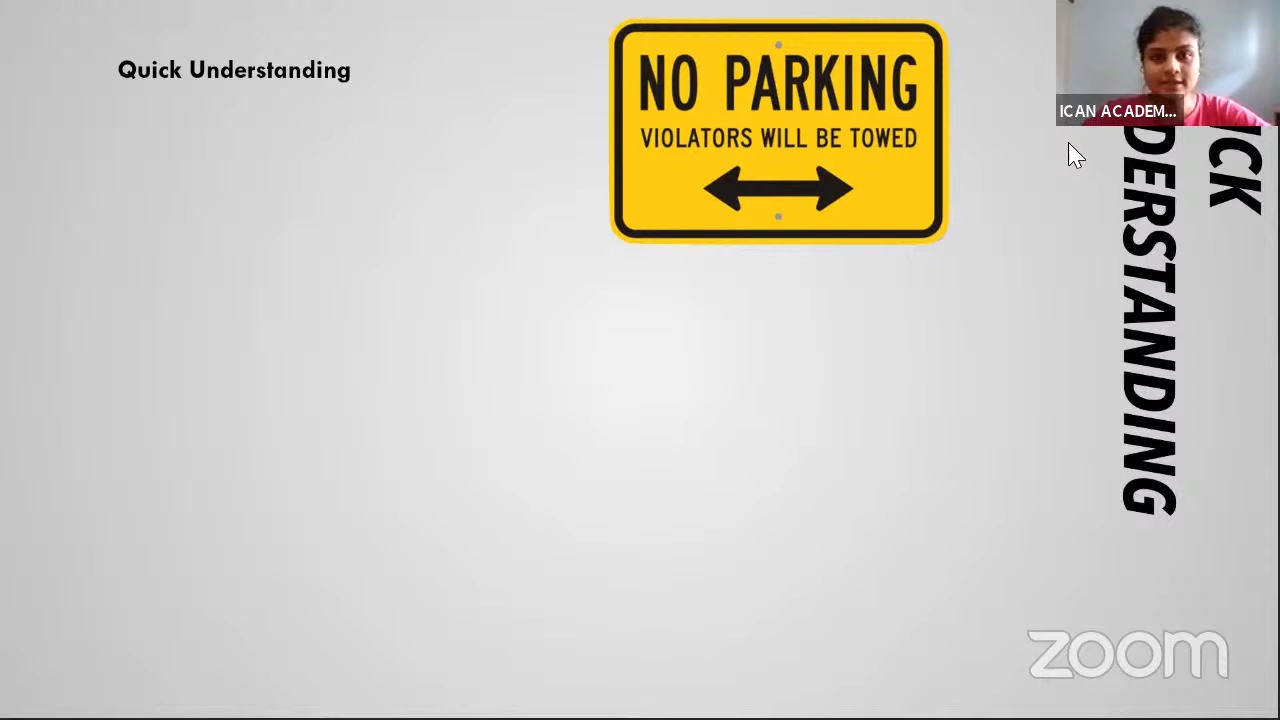 Quick Understanding
NO PARKING
VIOLATORS WILL BE TOWED
ICAN ACADEM...
ICK
DERSTANDING
zoom